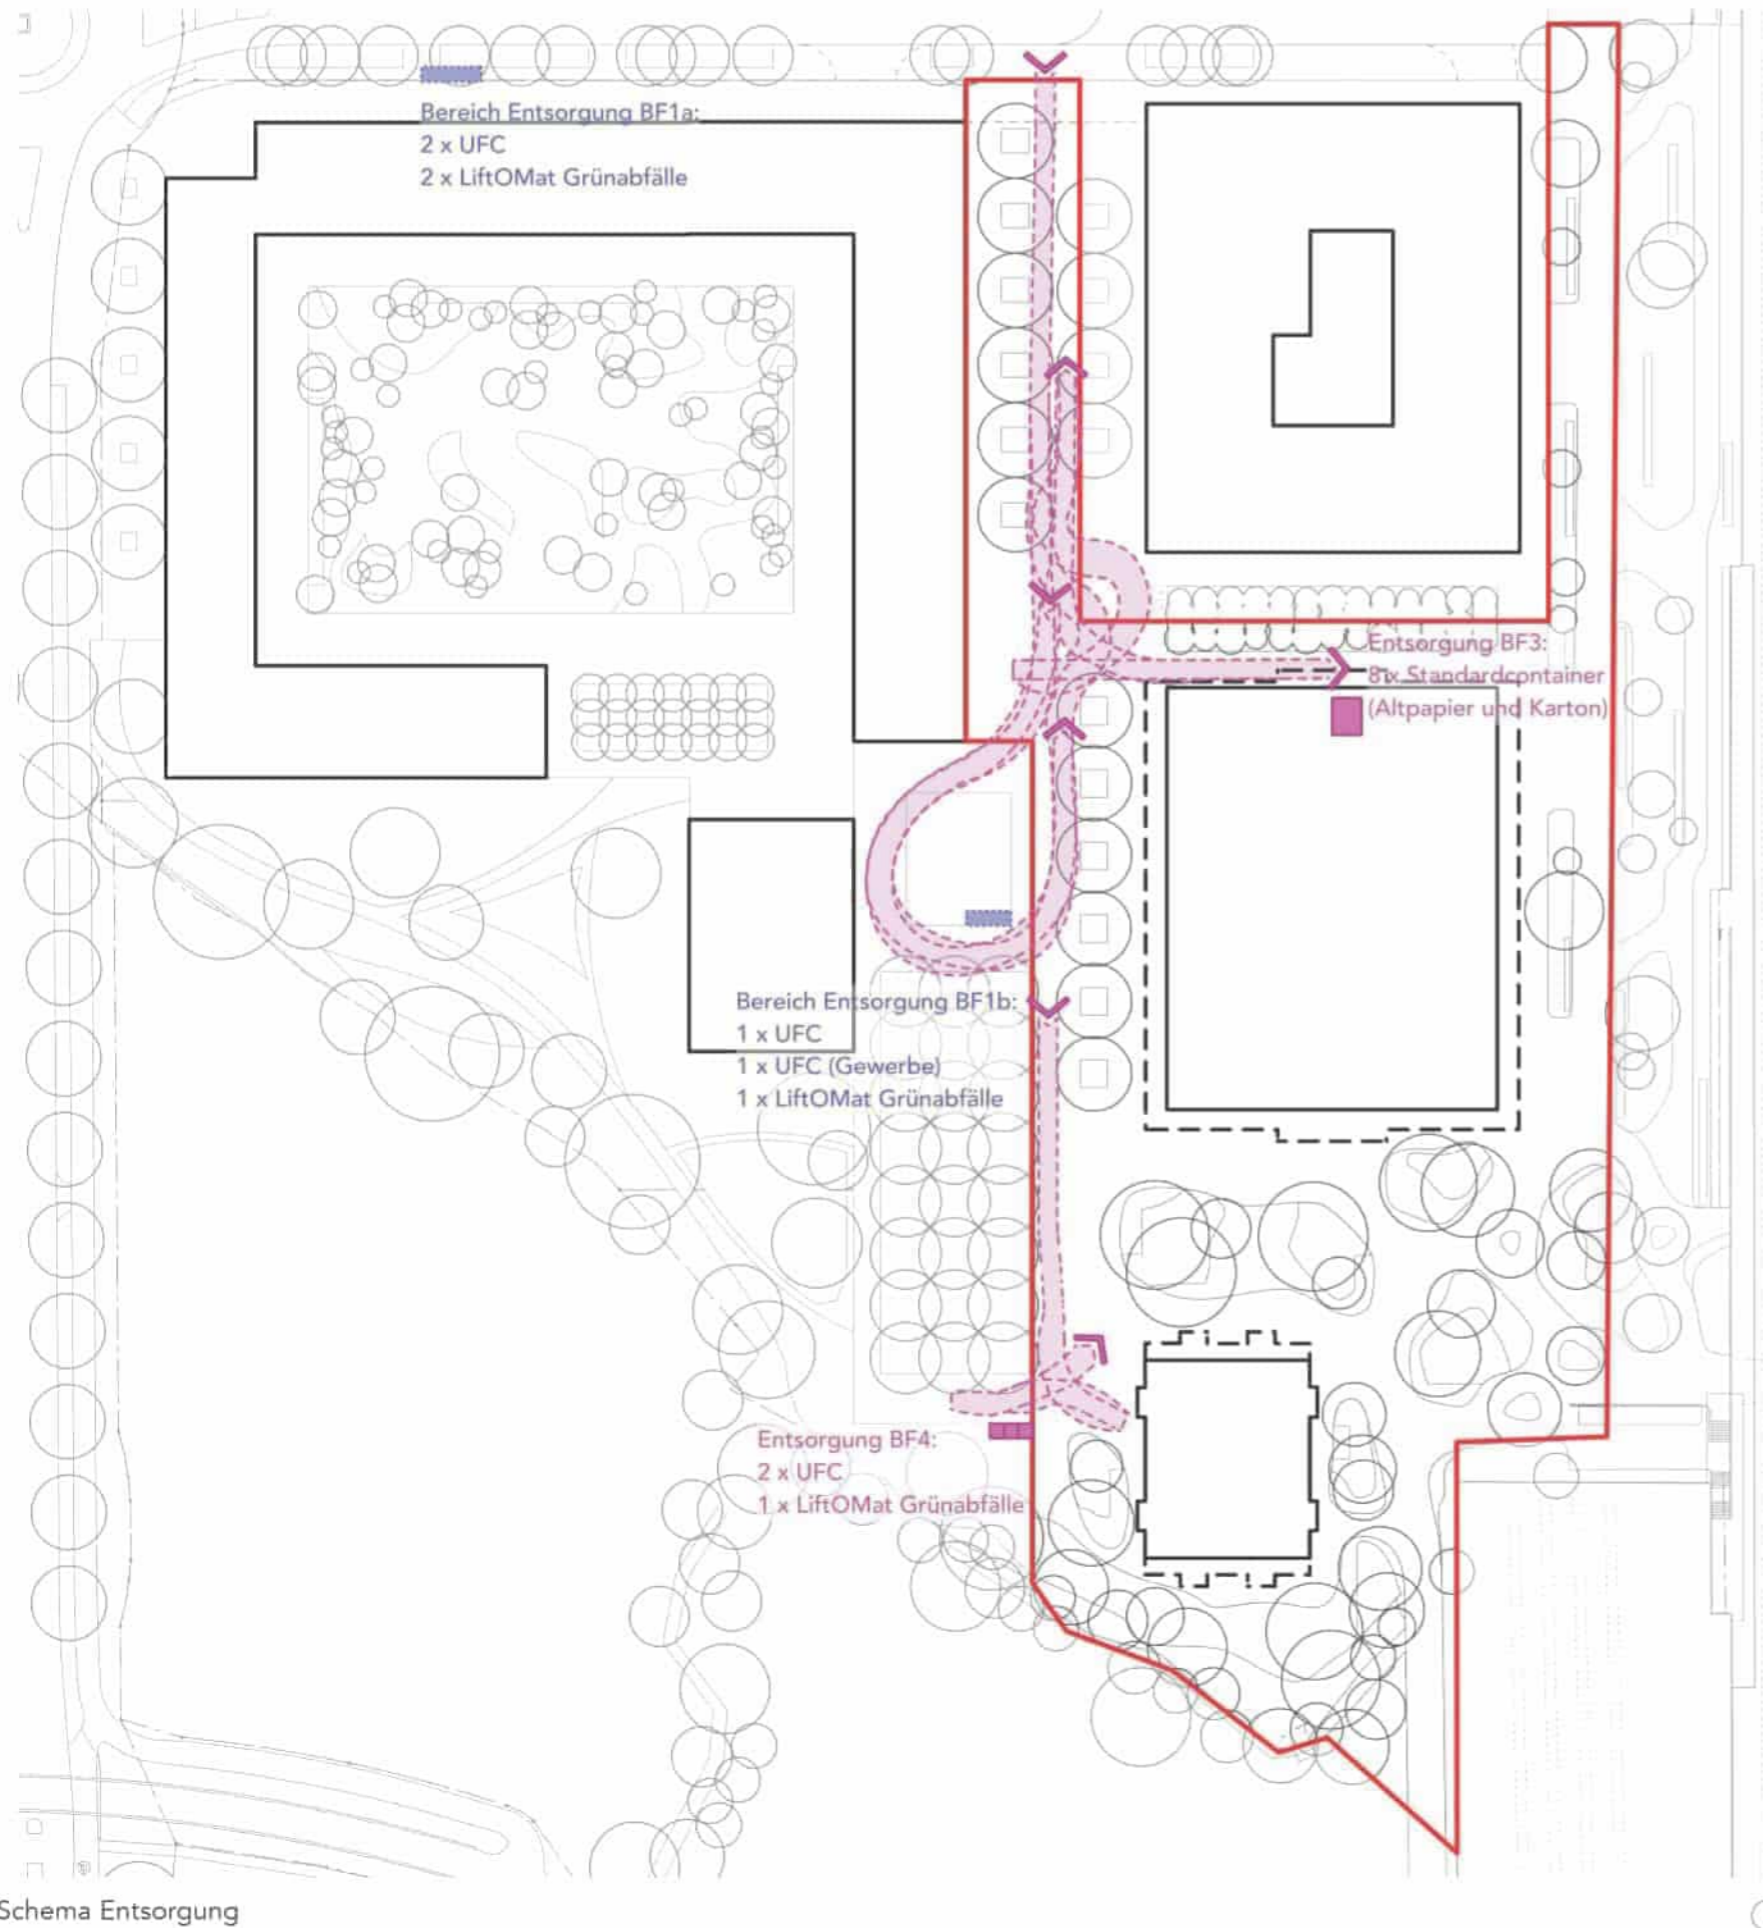 Bereich Entsorgung BF1a:
2 x UFC
2 x LiftOMat Grünabfälle
Entsorgung BF3:
8 x Standardcontainer
(Altpapier und Karton)
Bereich Entsorgung BF1b:
1 x UFC
1 x UFC (Gewerbe)
1 x LiftOMat Grünabfälle
Entsorgung BF4:
2 x UFC
1 x LiftOMat Grünabfälle
Schema Entsorgung